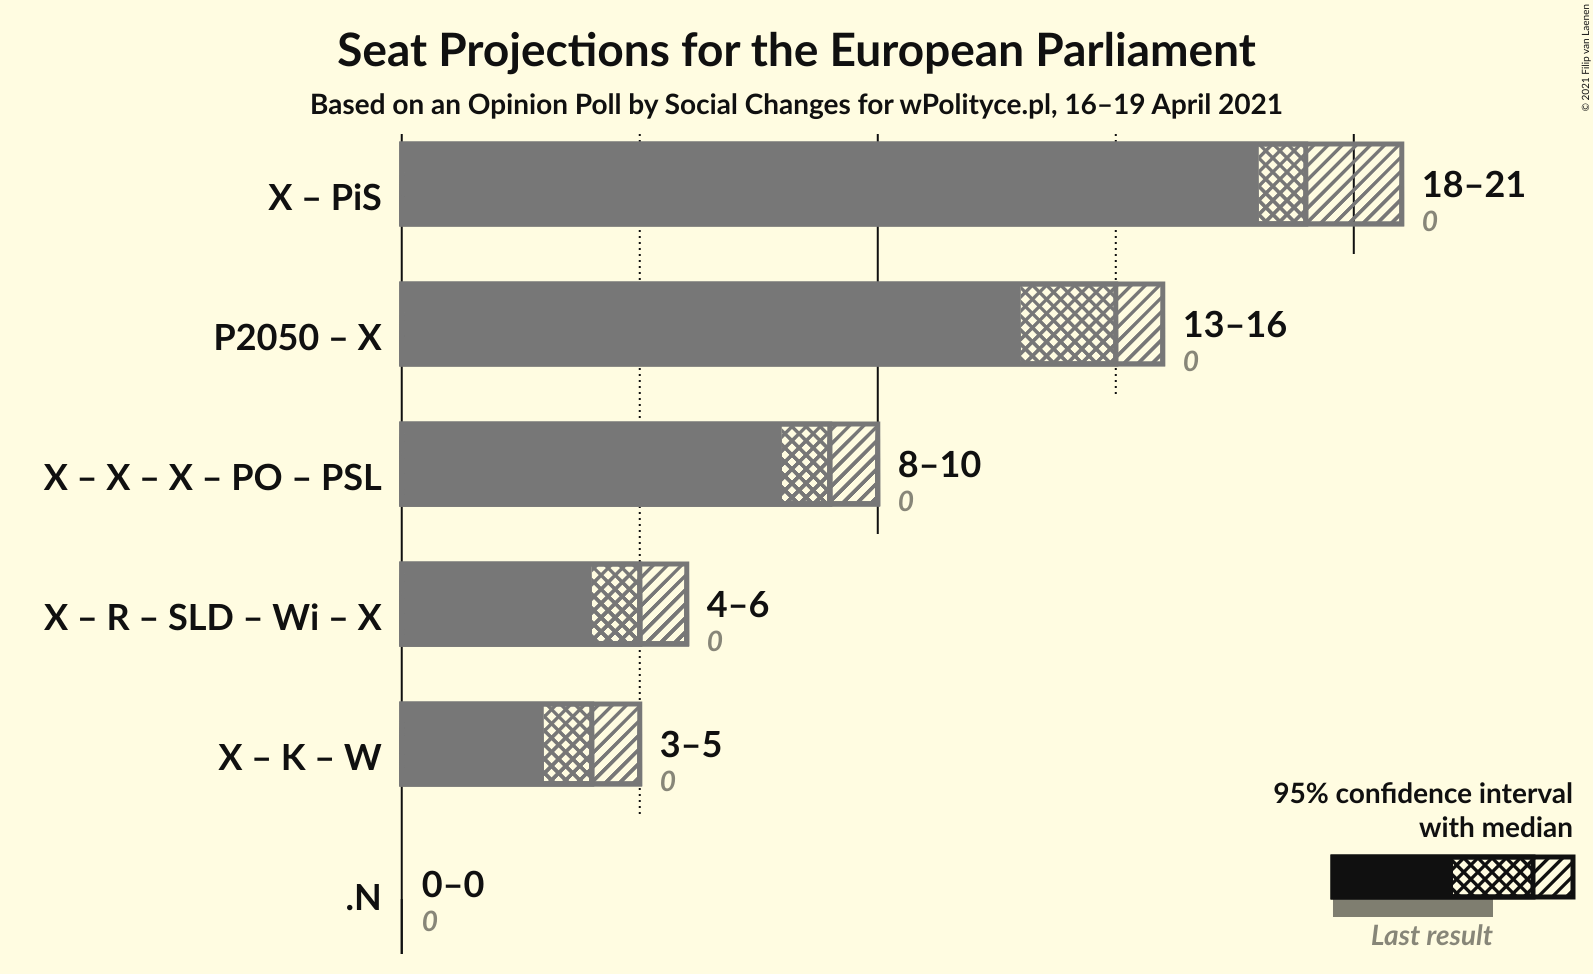 Seat Projections for the European Parliament
Based on an Opinion Poll by Social Changes for wPolityce.pl, 16–19 April 2021
© 2021 Filip van Laenen
X – PiS
18–21
0
P2050 – X
13–16
0
X – X – X – PO – PSL
8–10
0
X – R – SLD – Wi – X
4–6
0
X – K – W
3–5
0
.N
0–0
0
95% confidence interval
with median
Last result